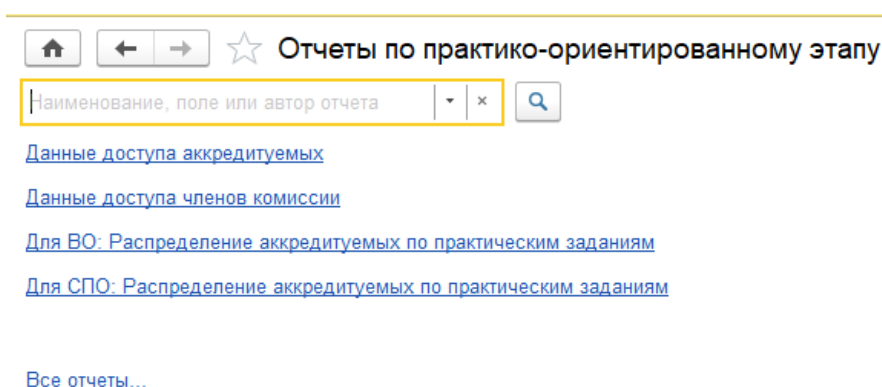 Отчеты по практико-ориентированному этапу
Наименование, поле или автор отчета
Данные доступа аккредитуемых
Данные доступа членов комиссии
Для ВО: Распределение аккредитуемых по практическим заданиям
Для СПО: Распределение аккредитуемых по практическим заданиям
Все отчеты...